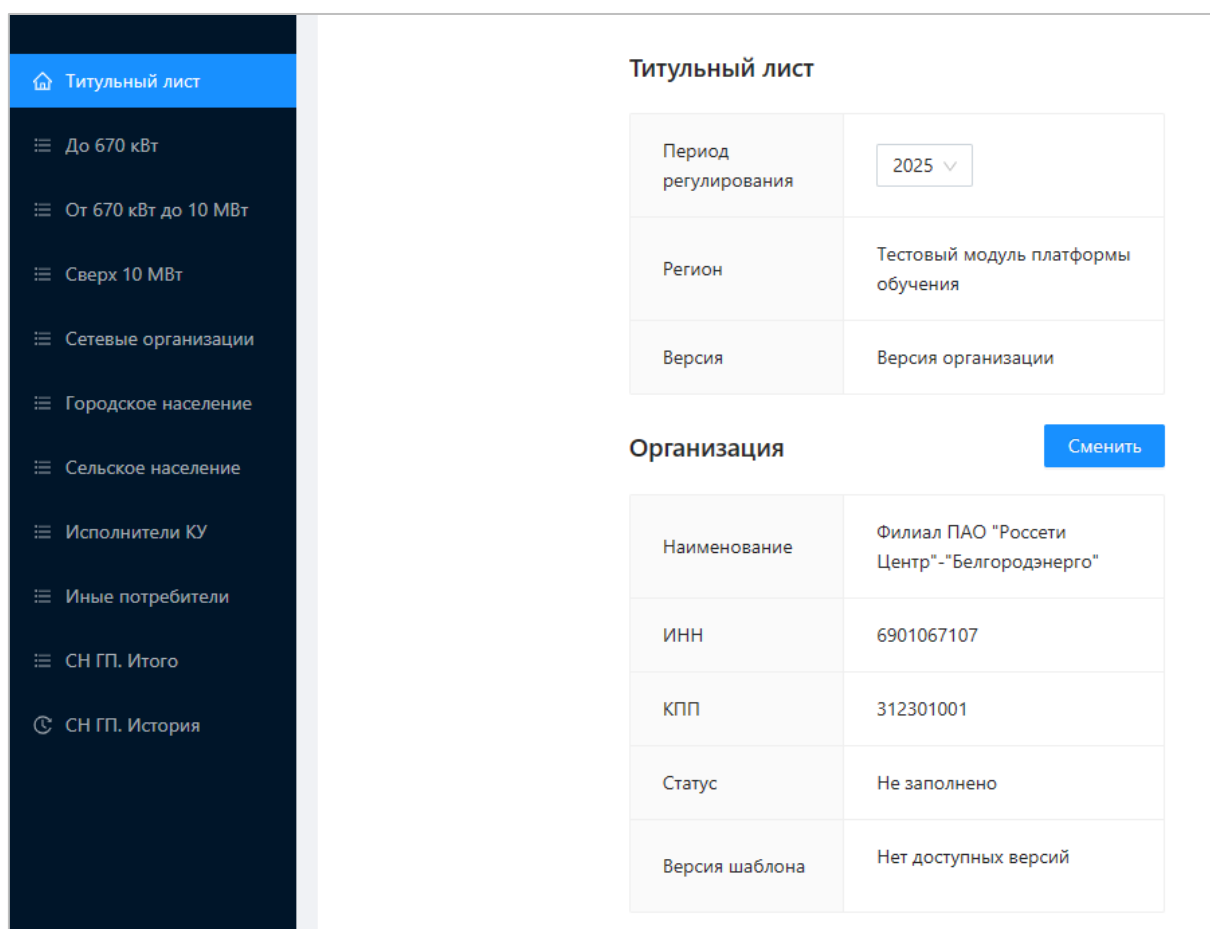 Титульный лист
До 670 кВт
От 670 кВт до 10 МВт
Сверх 10 МВт
Сетевые организации
Городское население
Сельское население
Исполнители КУ
Иные потребители
СН ГП. Итого
СН ГП. История
Титульный лист
Период
регулирования
2025
Регион
Тестовый модуль платформы
обучения
Версия
Версия организации
Организация
Сменить
Наименование
Филиал ПАО "Россети
Центр"-"Белгородэнерго"
ИНН
6901067107
КПП
312301001
Статус
Не заполнено
Версия шаблона
Нет доступных версий